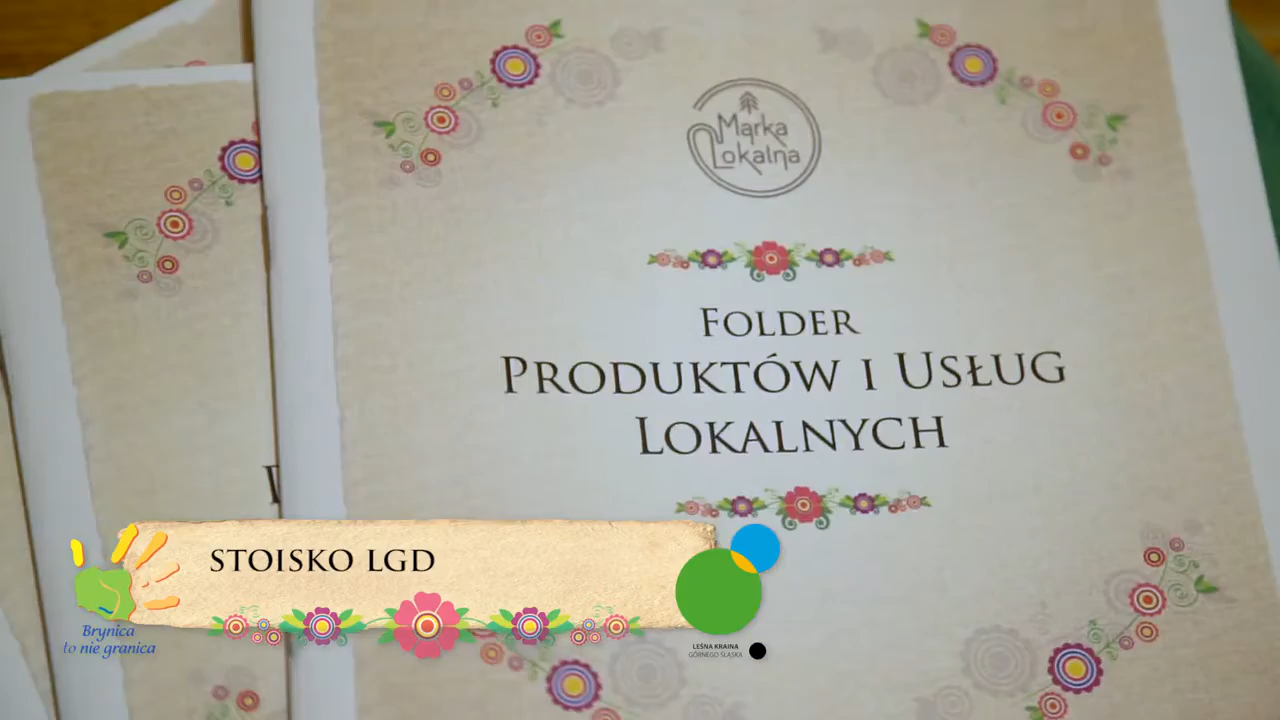 Marka
Lokalna
Folder
Produktów i Usług
Lokalnych
STOISKO LGD
Brynica
to nie granica
LEŚNA KRAINA
GÓRNEGO ŚLĄSKA